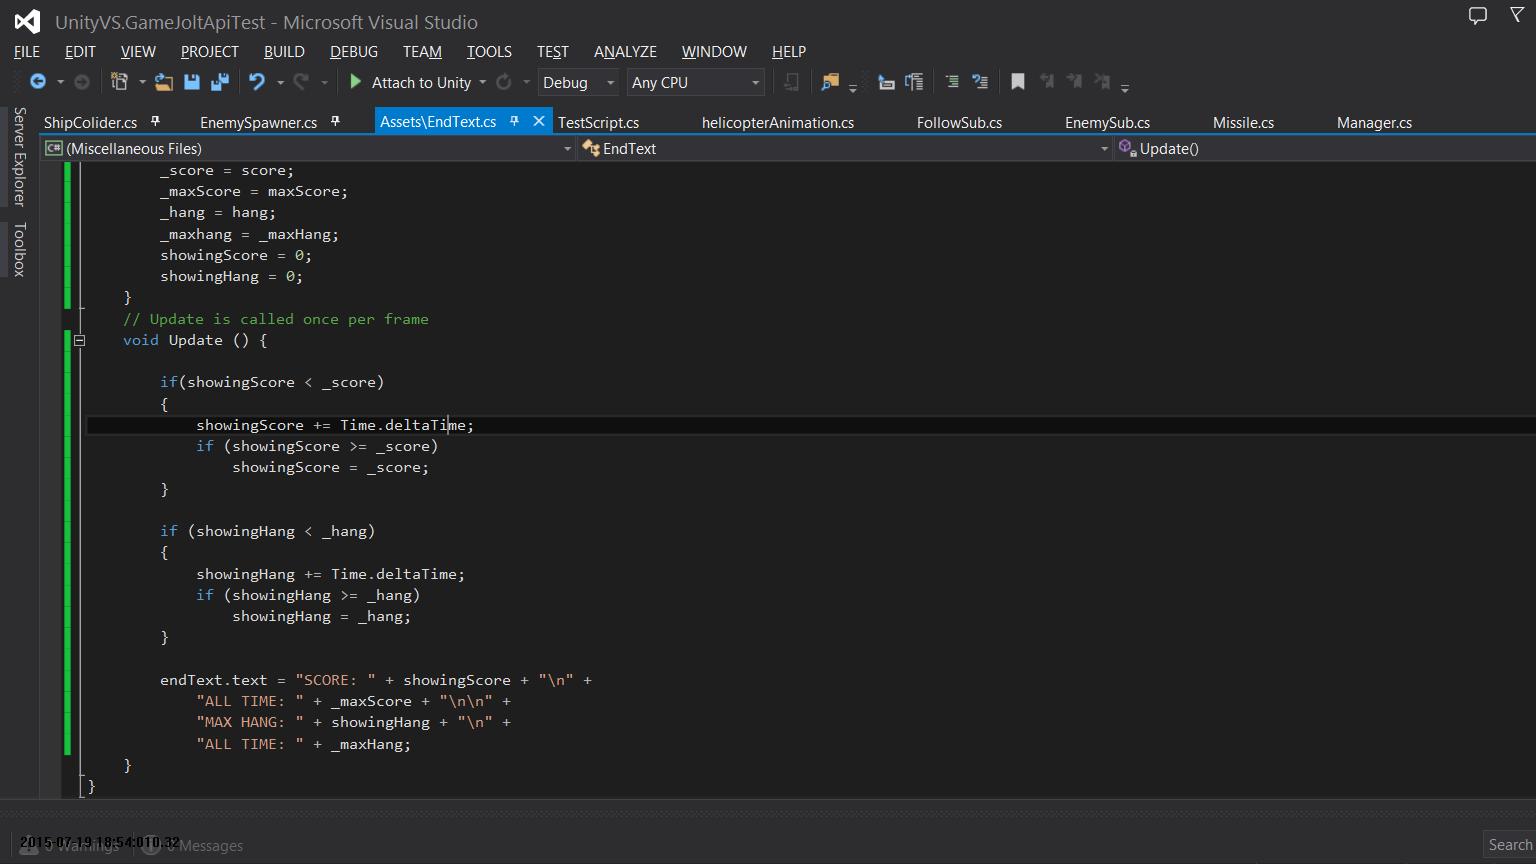 UnityVS.GameJoltApiTest - Microsoft Visual Studio
FILE EDIT VIEW PROJECT BUILD DEBUG TEAM TOOLS TEST ANALYZE WINDOW HELP
Attach to Unity Debug Any CPU
Server Explorer
Toolbox
ShipColider.cs EnemySpawner.cs Assets\EndText.cs TestScript.cs helicopterAnimation.cs FollowSub.cs EnemySub.cs Missile.cs Manager.cs
C# (Miscellaneous Files) EndText Update()
_score = score;
_maxScore = maxScore;
_hang = hang;
_maxhang = _maxHang;
showingScore = 0;
showingHang = 0;
}
// Update is called once per frame
void Update () {
if(showingScore < _score)
{
showingScore += Time.deltaTime;
if (showingScore >= _score)
showingScore = _score;
}
if (showingHang < _hang)
{
showingHang += Time.deltaTime;
if (showingHang >= _hang)
showingHang = _hang;
}
endText.text = "SCORE: " + showingScore + "\n" +
"ALL TIME: " + _maxScore + "\n\n" +
"MAX HANG: " + showingHang + "\n" +
"ALL TIME: " + _maxHang;
}
}
2015-07-19 18:54:010.32
0 Warnings 0 Messages
Search